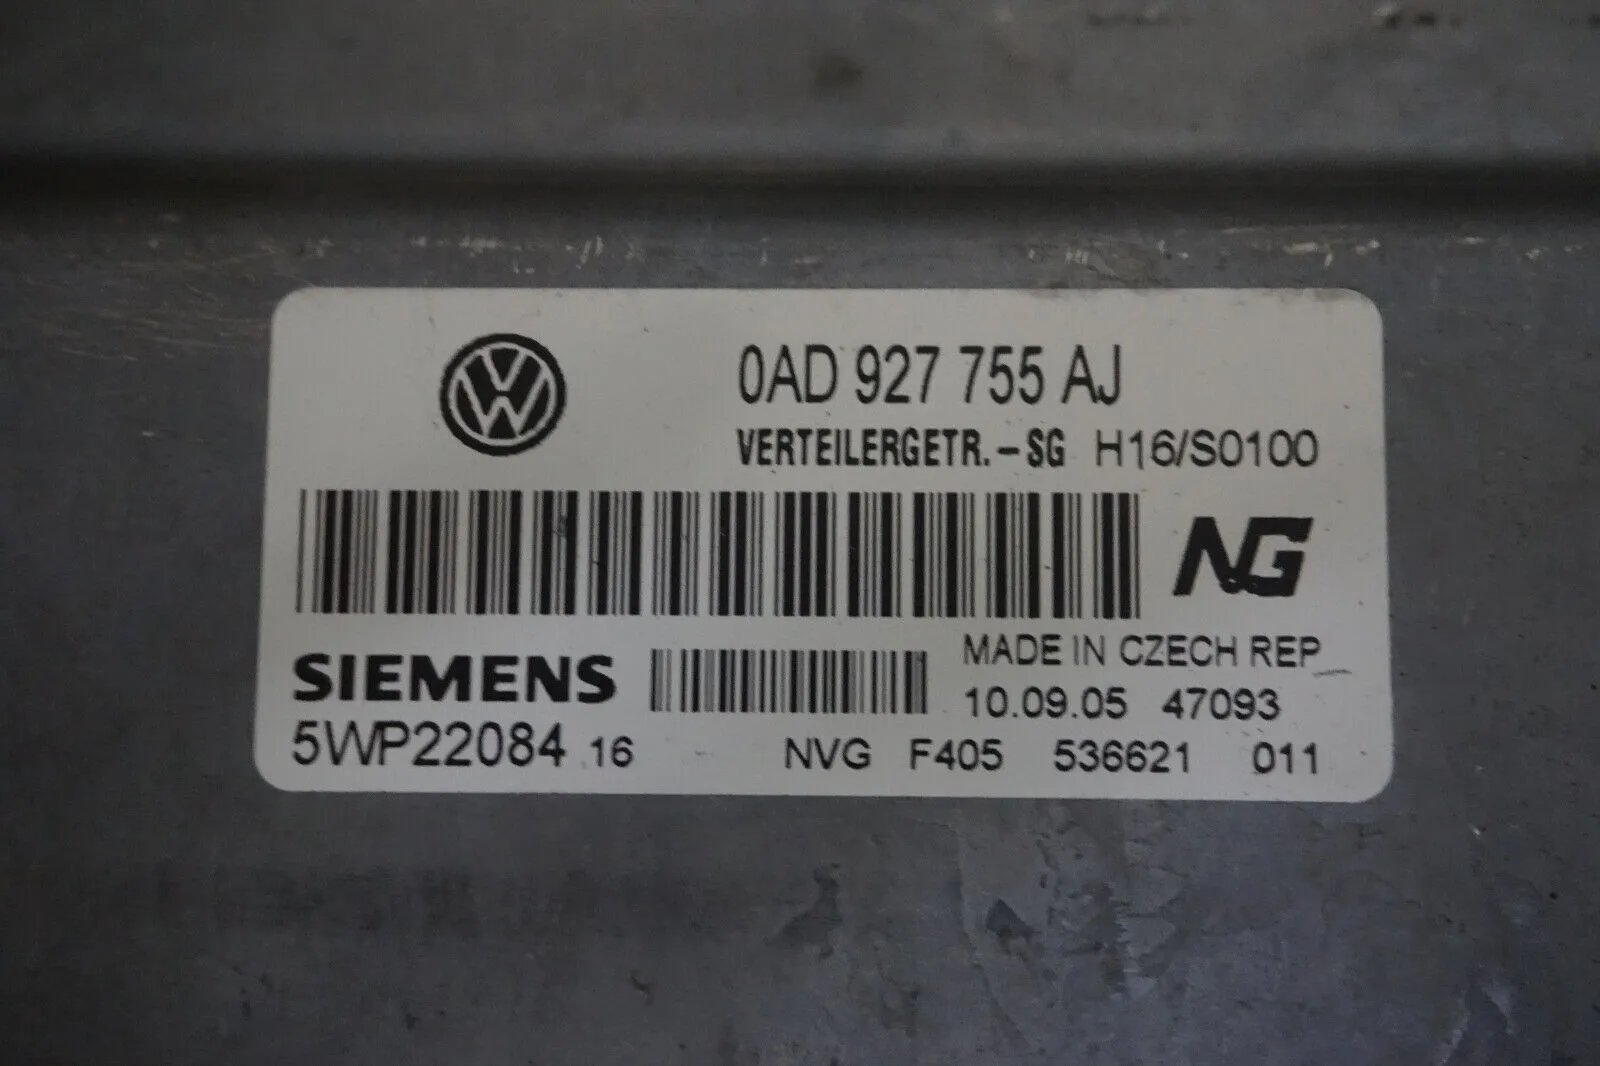 0AD 927 755 AJ
VERTEILERGETR.-SG H16/S0100
NG
SIEMENS
MADE IN CZECH REP
10.09.05 47093
5WP22084 16 NVG F405 536621 011